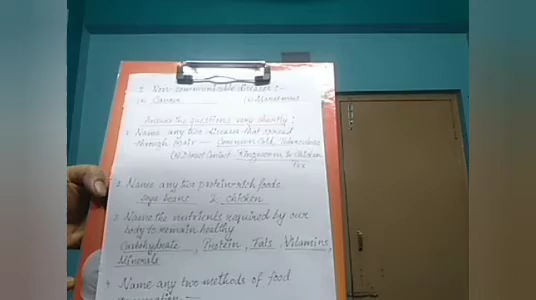 2. Non-communicable diseases :-
(a) Cancer (b) Marasmus
Answer the questions very shortly :
1. Name any two diseases that spread
through (a) air — Common Cold, Tuberculosis
(b) Direct Contact Ringworm & Chicken
Pox
2. Name any two protein-rich foods
Soya beans & chicken
3. Name the nutrients required by our
body to remain healthy
Carbohydrate, Protein, Fats, Vitamins,
Minerals
4. Name any two methods of food